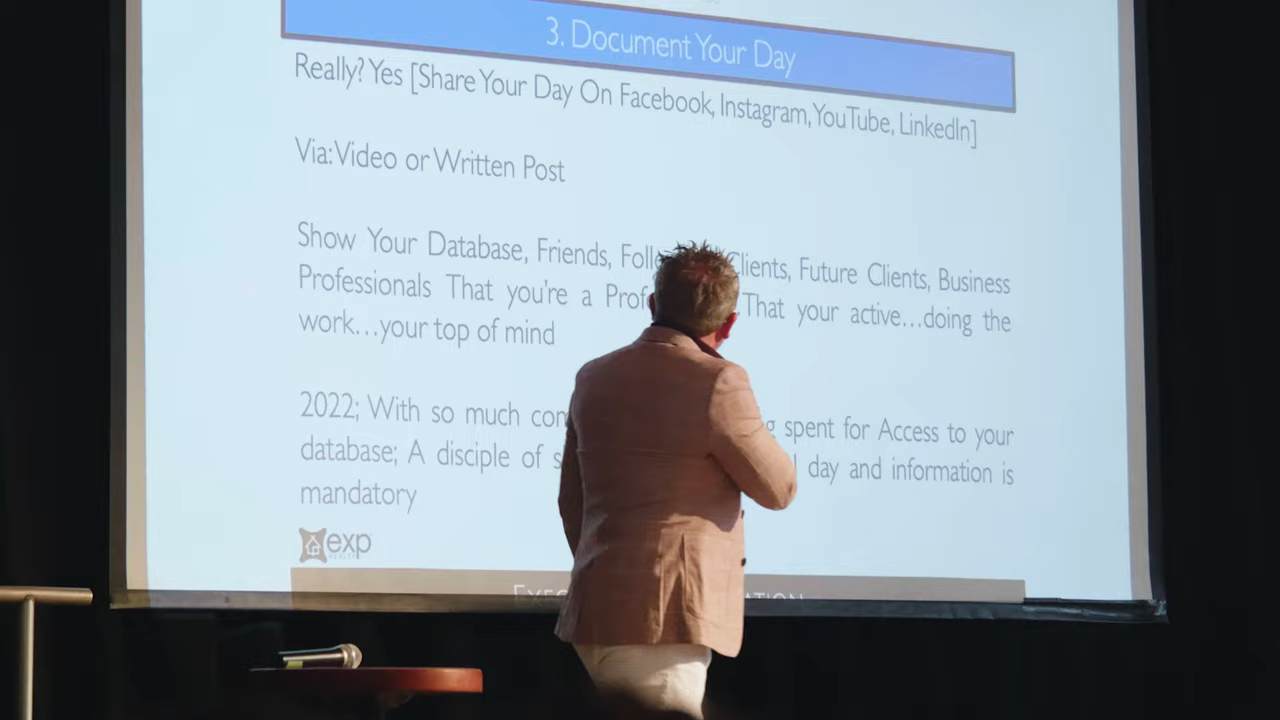 3. Document Your Day
Really? Yes [Share Your Day On Facebook, Instagram, YouTube, LinkedIn]
Via: Video or Written Post
Show Your Database, Friends, Clients, Future Clients, Business
Professionals That you're a That your active...doing the
work...your top of mind
2022; With so much spent for Access to your
database; A disciple of day and information is
mandatory
exp
REALTY